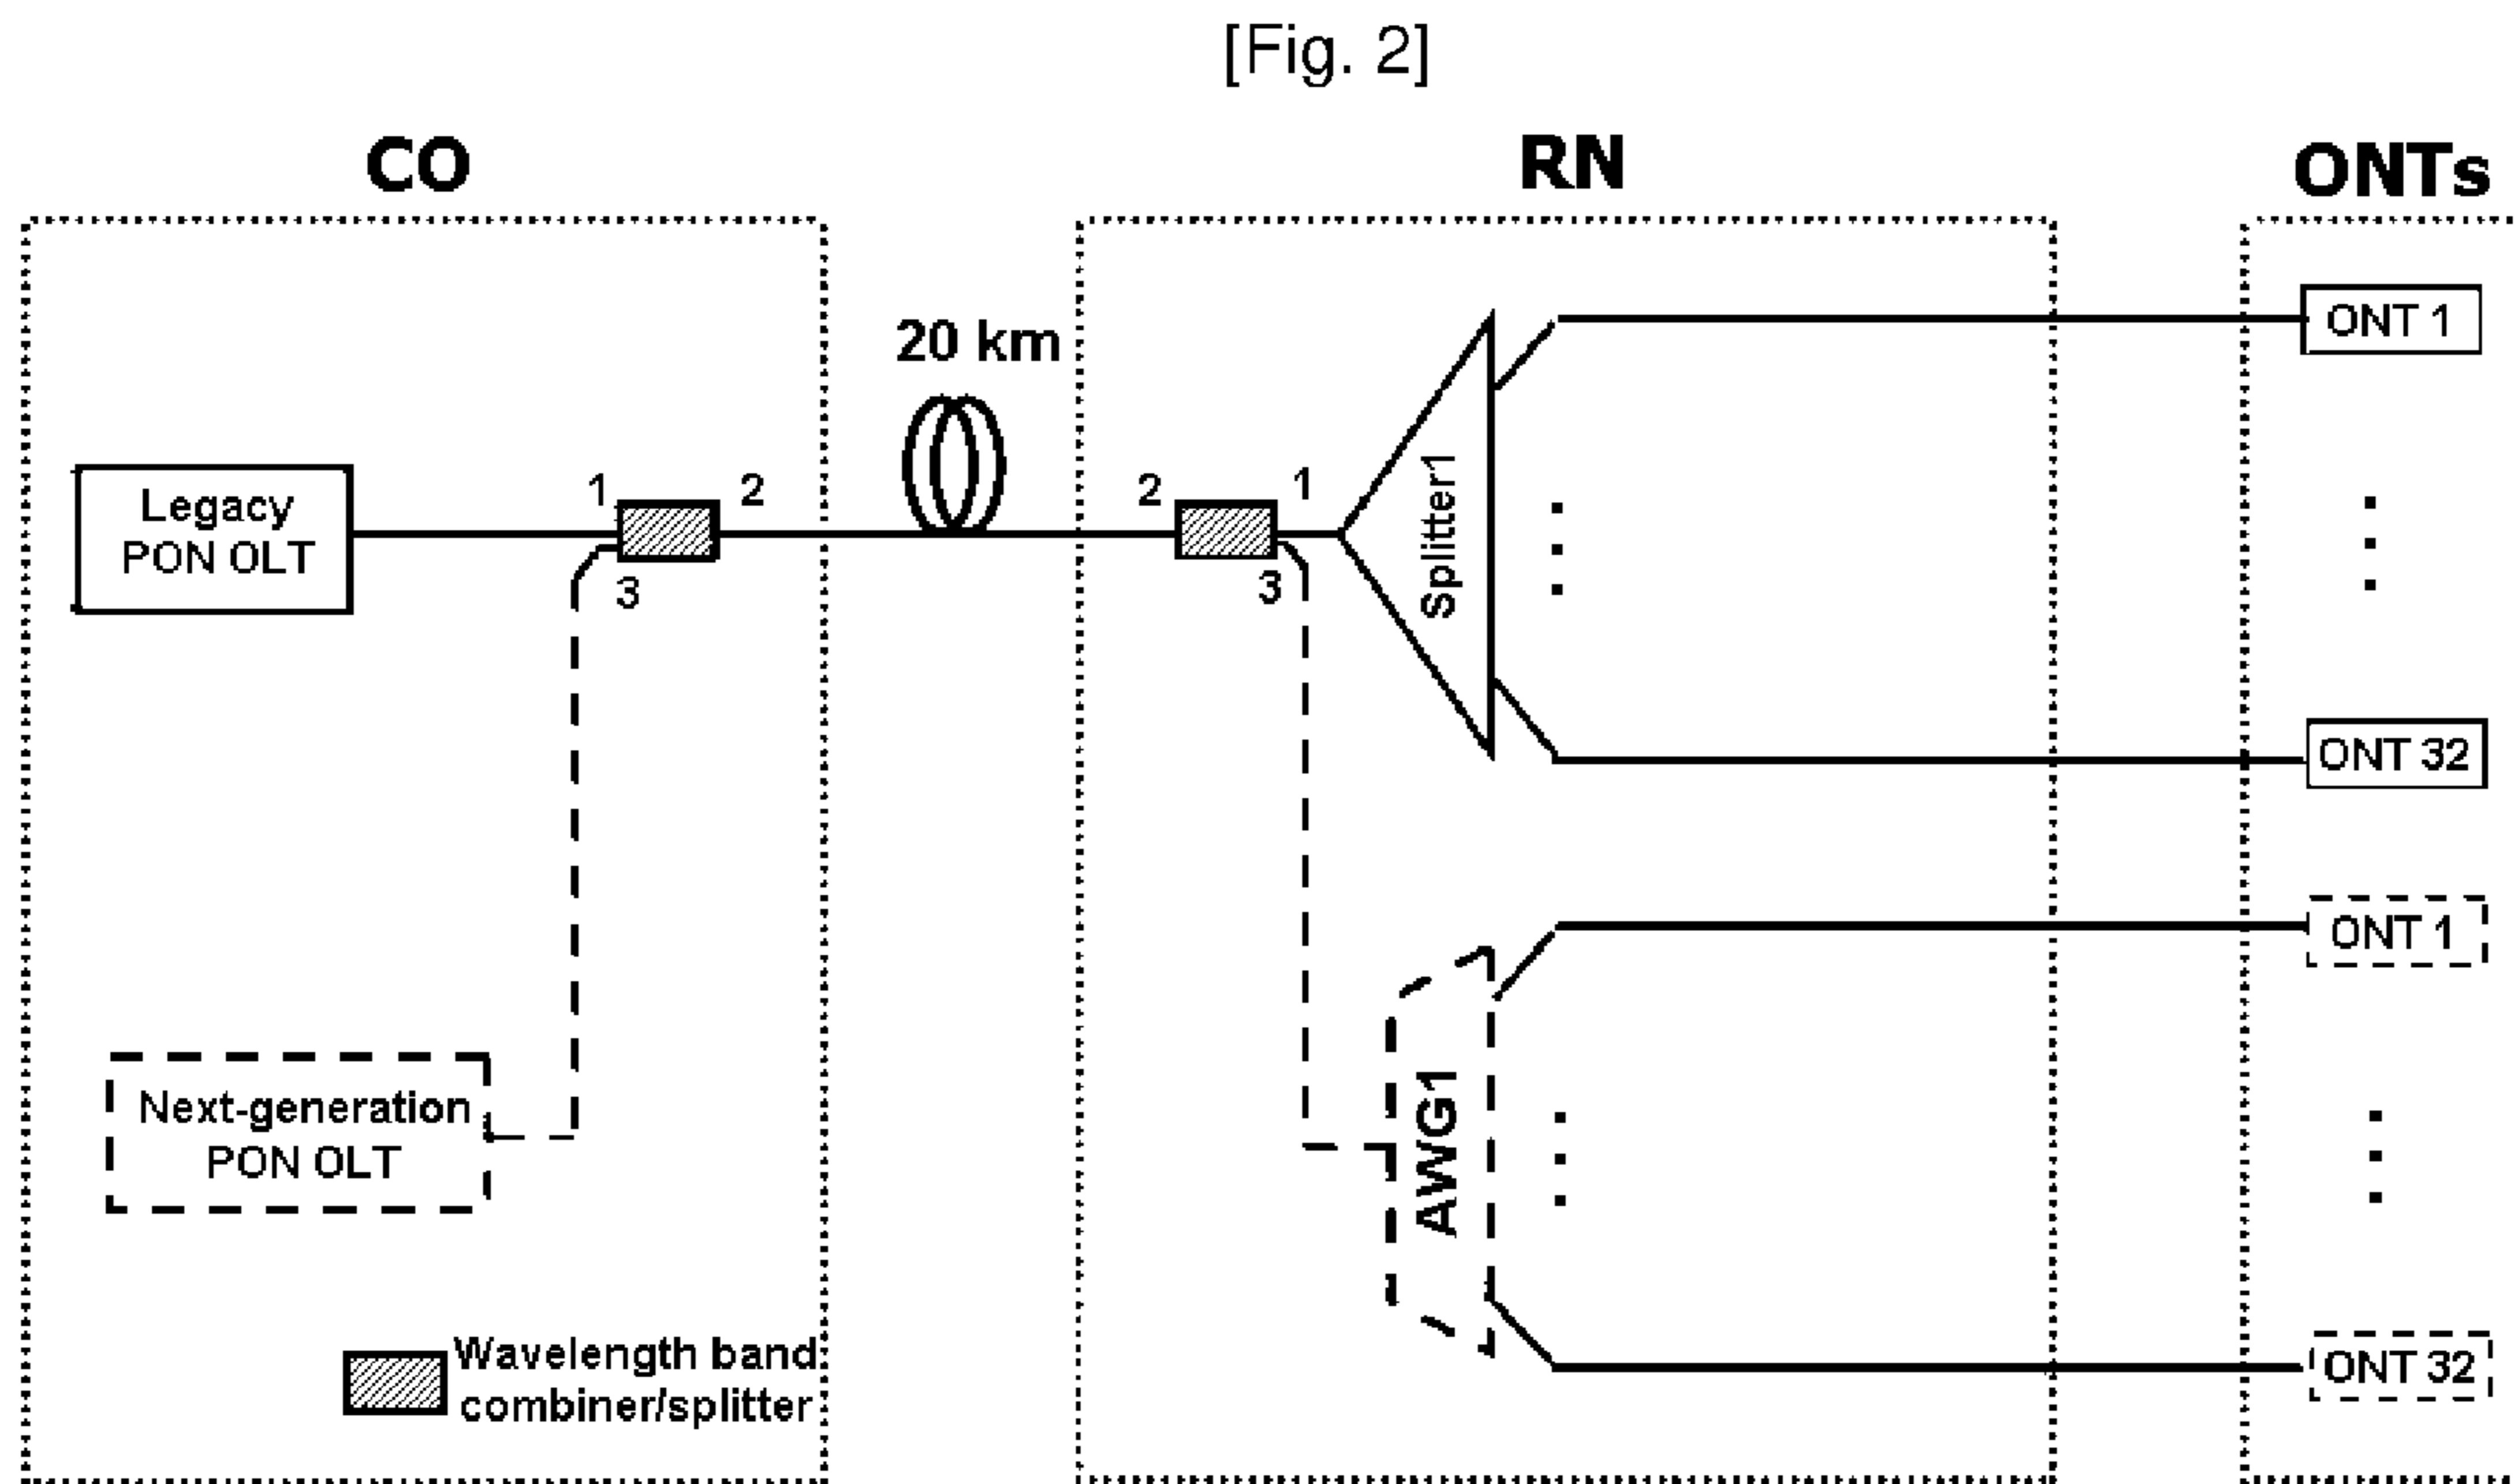 [Fig. 2]
CO
RN
ONTs
20 km
ONT 1
Legacy
PON OLT
1
2
3
2
1
3
Splitter1
ONT 32
ONT 1
Next-generation
PON OLT
AWG1
Wavelength band
combiner/splitter
ONT 32